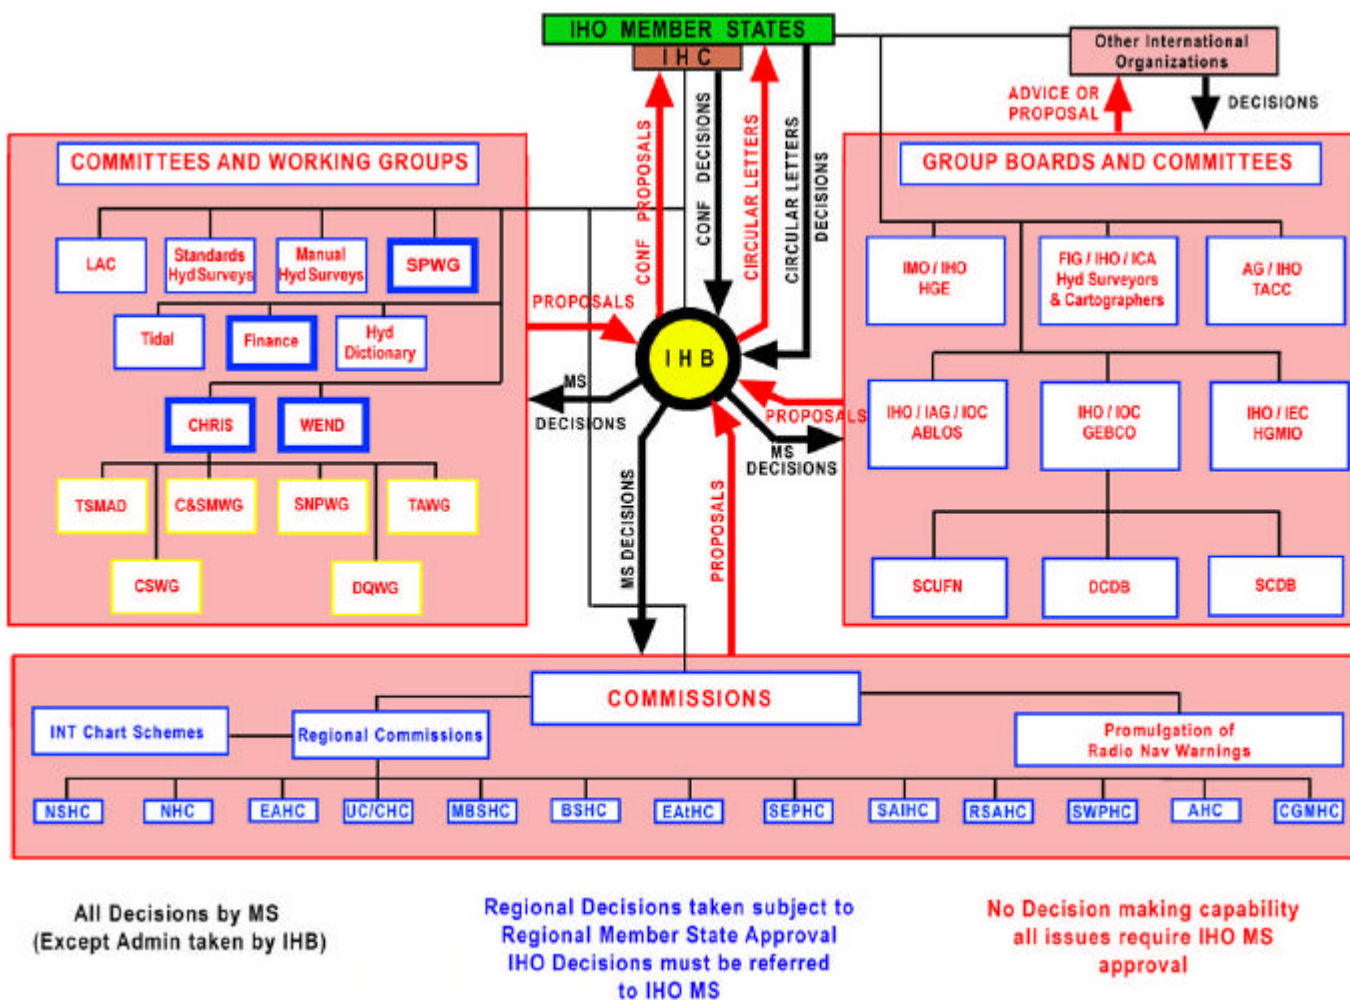 IHO MEMBER STATES
I H C
Other International
Organizations
ADVICE OR
PROPOSAL
DECISIONS
CONF PROPOSALS
CONF DECISIONS
CIRCULAR LETTERS
CIRCULAR LETTERS
DECISIONS
COMMITTEES AND WORKING GROUPS
LAC
Standards
Hyd Surveys
Manual
Hyd Surveys
SPWG
Tidal
Finance
Hyd
Dictionary
CHRIS
WEND
TSMAD
C&SMWG
SNPWG
TAWG
CSWG
DQWG
PROPOSALS
I H B
MS
DECISIONS
MS DECISIONS
PROPOSALS
PROPOSALS
MS
DECISIONS
GROUP BOARDS AND COMMITTEES
IMO / IHO
HGE
FIG / IHO / ICA
Hyd Surveyors
& Cartographers
AG / IHO
TACC
IHO / IAG / IOC
ABLOS
IHO / IOC
GEBCO
IHO / IEC
HGMIO
SCUFN
DCDB
SCDB
COMMISSIONS
INT Chart Schemes
Regional Commissions
Promulgation of
Radio Nav Warnings
NSHC
NHC
EAHC
UC/CHC
MBSHC
BSHC
EAtHC
SEPHC
SAIHC
RSAHC
SWPHC
AHC
CGMHC
All Decisions by MS
(Except Admin taken by IHB)
Regional Decisions taken subject to
Regional Member State Approval
IHO Decisions must be referred
to IHO MS
No Decision making capability
all issues require IHO MS
approval